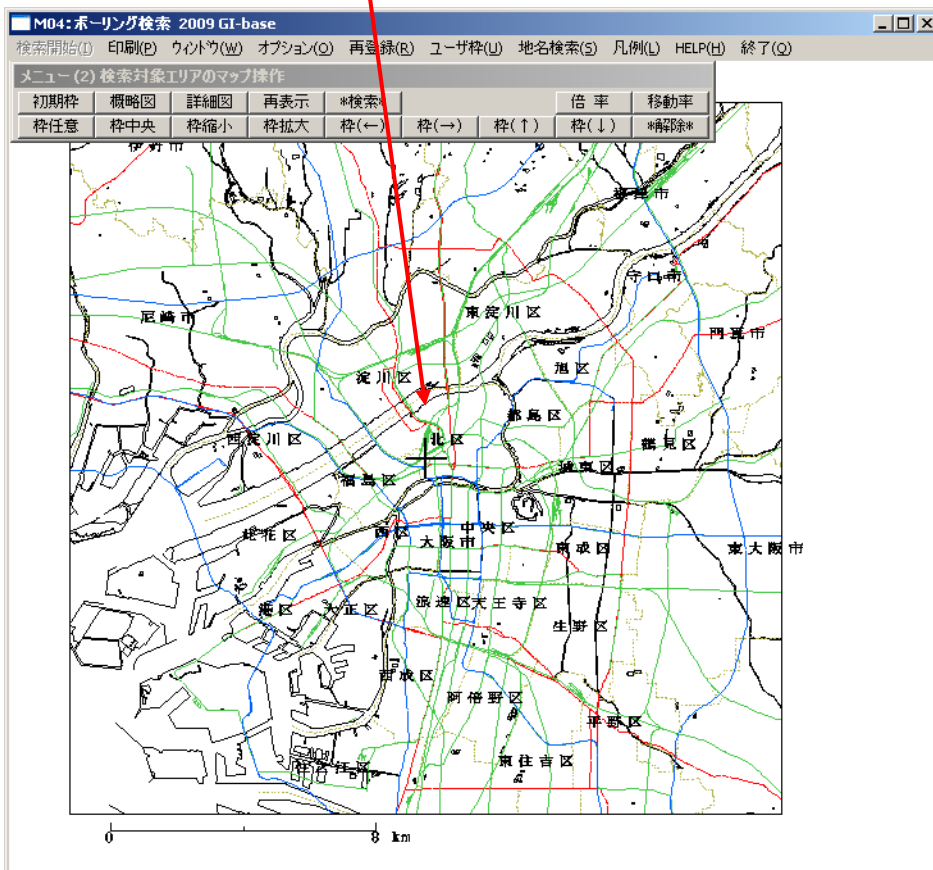 M04:ボーリング検索 2009 GI-base
検索開始(I) 印刷(P) ウィンドウ(W) オプション(O) 再登録(R) ユーザ枠(U) 地名検索(S) 凡例(L) HELP(H) 終了(Q)
メニュー(2) 検索対象エリアのマップ操作
初期枠 概略図 詳細図 再表示 *検索* 倍率 移動率
枠任意 枠中央 枠縮小 枠拡大 枠(←) 枠(→) 枠(↑) 枠(↓) *解除*
守口市
東淀川区
尼崎市
門真市
淀川区
旭区
都島区
西淀川区
北区
鶴見区
城東区
福島区
此花区
西区
中央区
大阪市
東成区
東大阪市
港区
大正区
浪速区
天王寺区
生野区
西成区
阿倍野区
平野区
東住吉区
住之江区
0 8 km